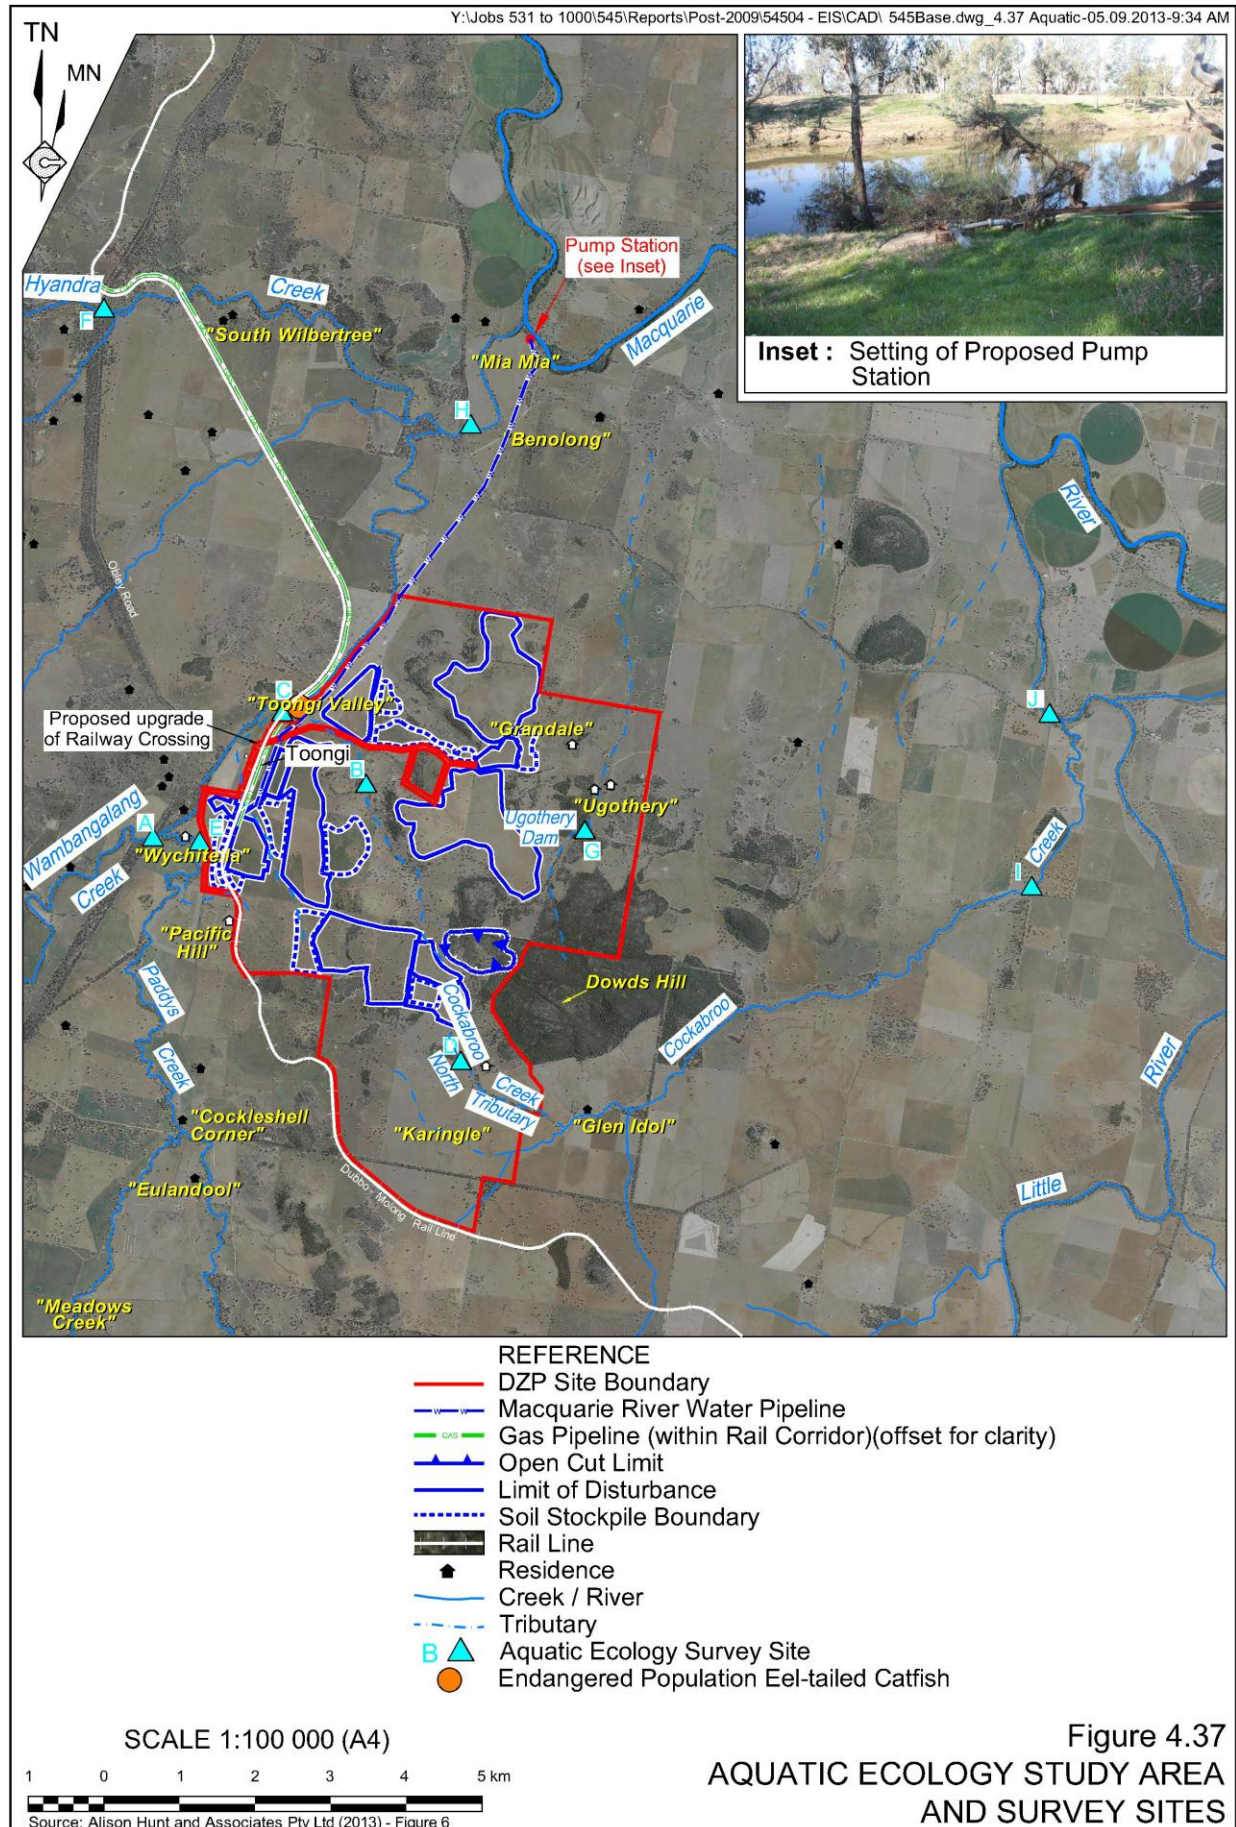 Y:\Jobs 531 to 1000\545\Reports\Post-2009\54504 - EIS\CAD\ 545Base.dwg_4.37 Aquatic-05.09.2013-9:34 AM
TN
MN
Inset : Setting of Proposed Pump
Station
Pump Station
(see Inset)
Hyandra
Creek
F
"South Wilbertree"
Macquarie
"Mia Mia"
H
Benolong"
River
Obley Road
C
"Toongi Valley"
J
Proposed upgrade
of Railway Crossing
"Grandale"
Toongi
B
"Ugothery"
Ugothery
Dam
G
Wambangalang
Creek
A
E
"Wychitella"
Creek
I
"Pacific
Hill"
Dowds Hill
Paddys
Creek
Cockabroo
Cockabroo
D
North
Creek
Tributary
River
"Cockleshell
Corner"
"Karingle"
"Glen Idol"
"Eulandool"
Dubbo - Molong Rail Line
Little
"Meadows
Creek"
REFERENCE
DZP Site Boundary
W W Macquarie River Water Pipeline
GAS Gas Pipeline (within Rail Corridor)(offset for clarity)
Open Cut Limit
Limit of Disturbance
Soil Stockpile Boundary
Rail Line
Residence
Creek / River
Tributary
B Aquatic Ecology Survey Site
Endangered Population Eel-tailed Catfish
SCALE 1:100 000 (A4)
1 0 1 2 3 4 5 km
Source: Alison Hunt and Associates Pty Ltd (2013) - Figure 6
Figure 4.37
AQUATIC ECOLOGY STUDY AREA
AND SURVEY SITES